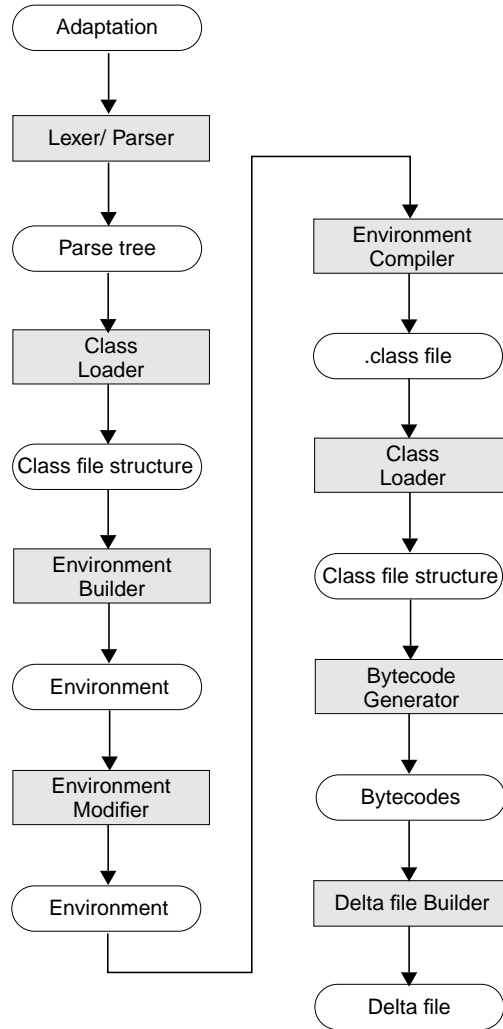 Adaptation
Lexer/ Parser
Parse tree
Class
Loader
Class file structure
Environment
Builder
Environment
Environment
Modifier
Environment
Environment
Compiler
.class file
Class
Loader
Class file structure
Bytecode
Generator
Bytecodes
Delta file Builder
Delta file